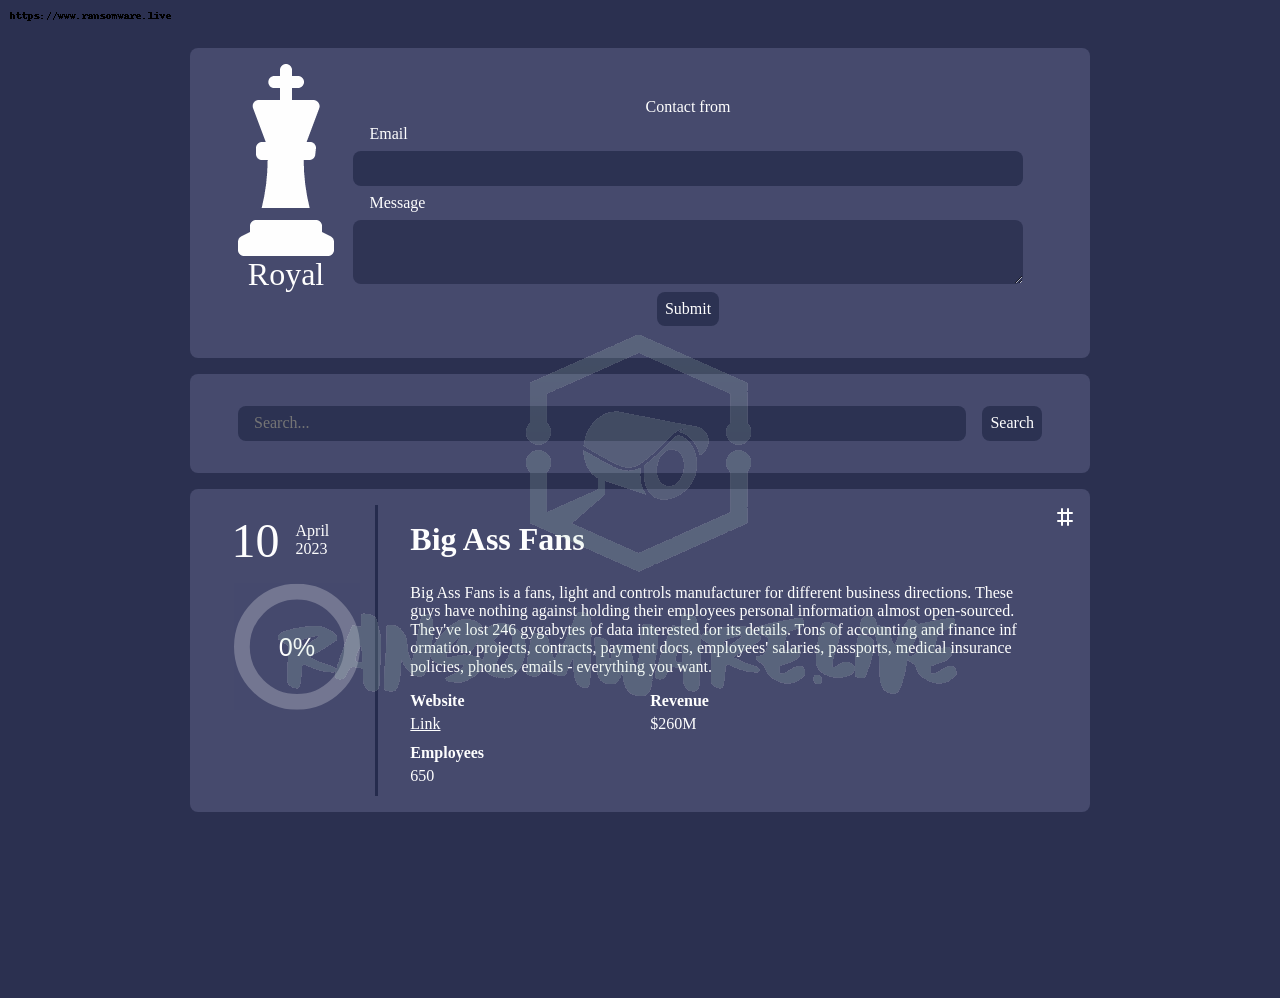 https://www.ransomware.live
Contact from
Email
Message
Royal
Submit
Search...
Search
10
April
2023
#
Big Ass Fans
Big Ass Fans is a fans, light and controls manufacturer for different business directions. These
guys have nothing against holding their employees personal information almost open-sourced.
They've lost 246 gygabytes of data interested for its details. Tons of accounting and finance inf
ormation, projects, contracts, payment docs, employees' salaries, passports, medical insurance
policies, phones, emails - everything you want.
0%
RANSOMWARE.LIVE
Website
Revenue
Link
$260M
Employees
650